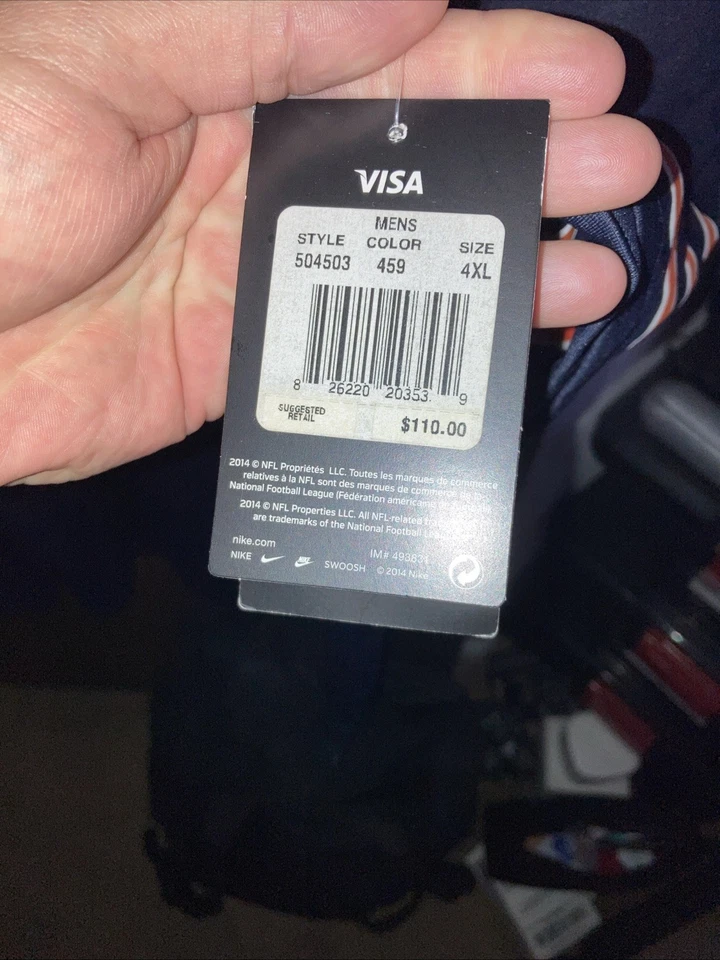 VISA
MENS
STYLE COLOR SIZE
504503 459 4XL
8 26220 20353 9
SUGGESTED
RETAIL
$110.00
2014 © NFL Propriétés LLC. Toutes les marques de commerce
relatives à la NFL sont des marques de commerce de la
National Football League (Fédération américaine
2014 © NFL Properties LLC. All NFL-related
are trademarks of the National Football League
nike.com
NIKE SWOOSH © 2014 Nike
IM# 493831